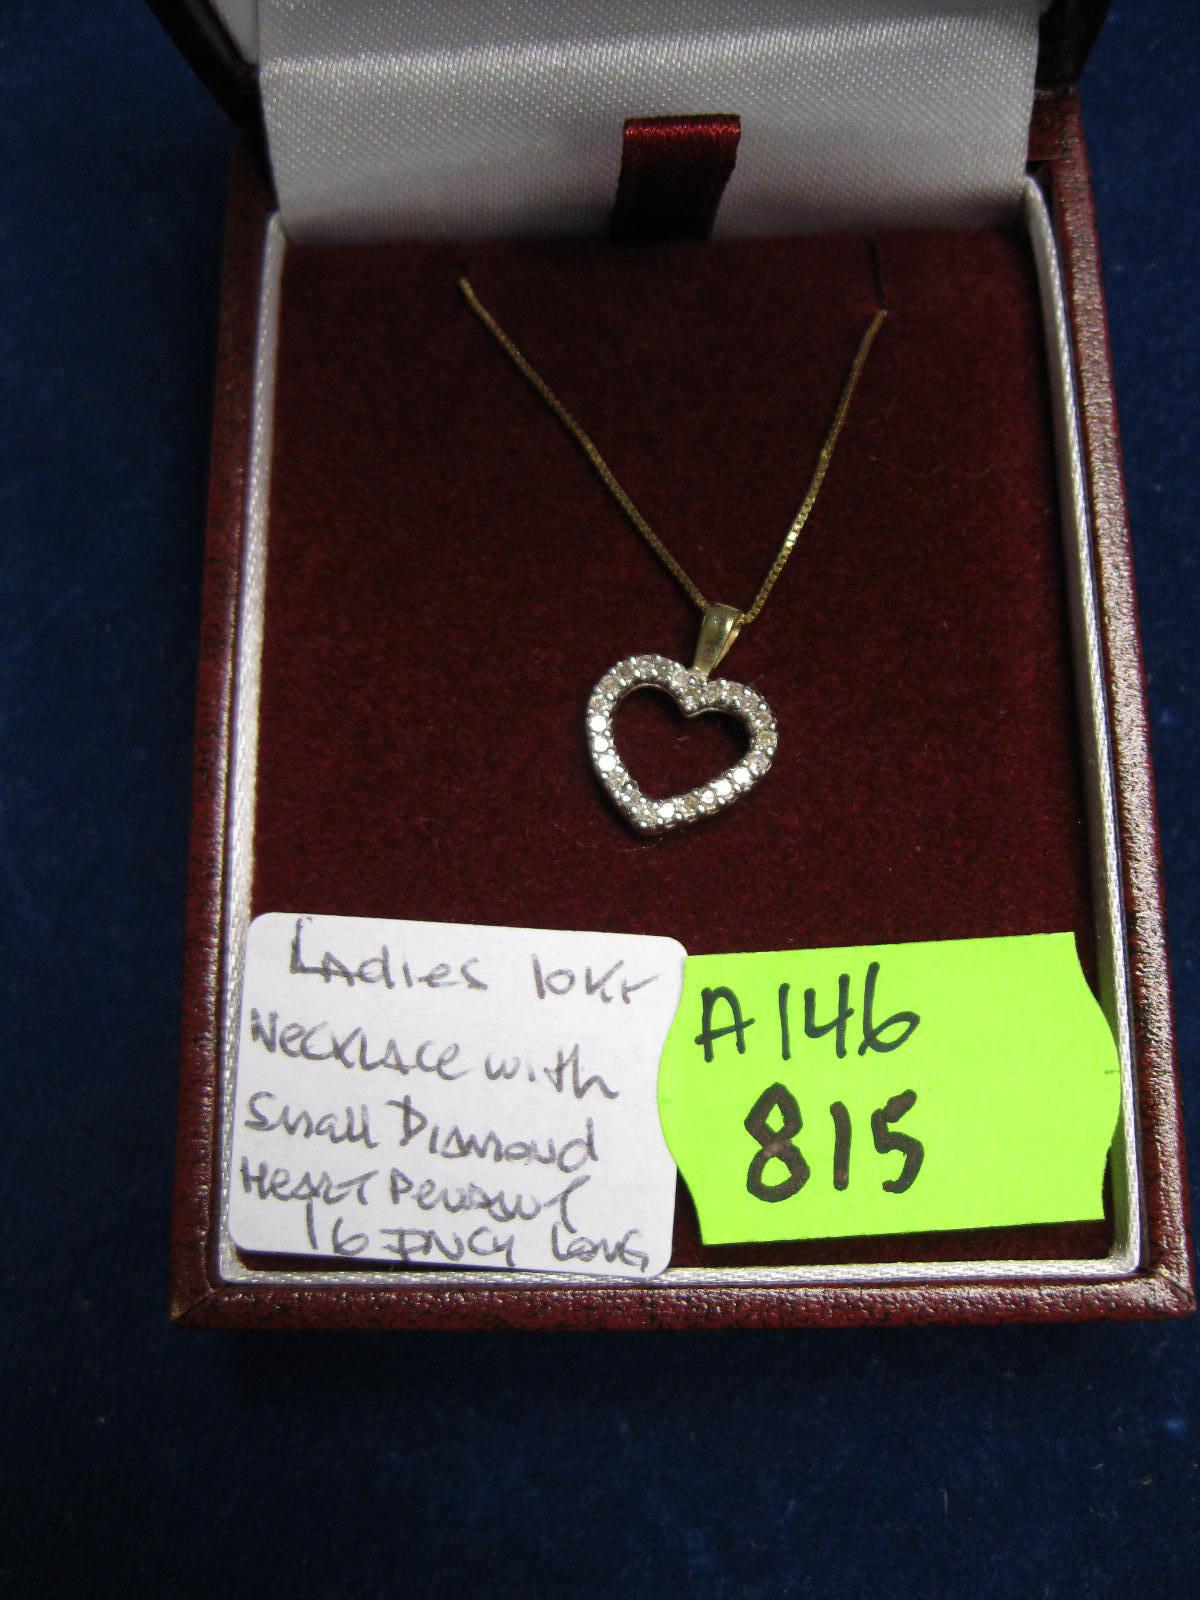 Ladies 10Kt
Necklace with
Small Diamond
Heart Pendant
16 INCH Long
A146
815